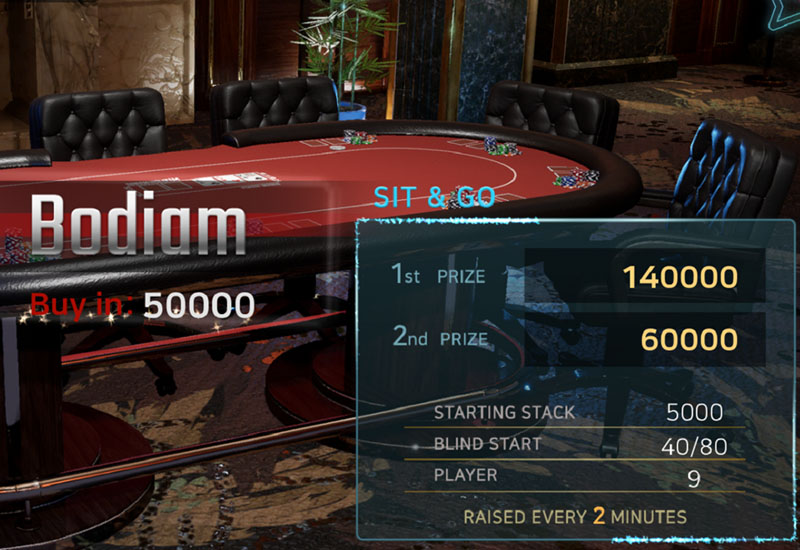 Bodiam
Buy in: 50000
SIT & GO
1st PRIZE 140000
2nd PRIZE 60000
STARTING STACK 5000
BLIND START 40/80
PLAYER 9
RAISED EVERY 2 MINUTES